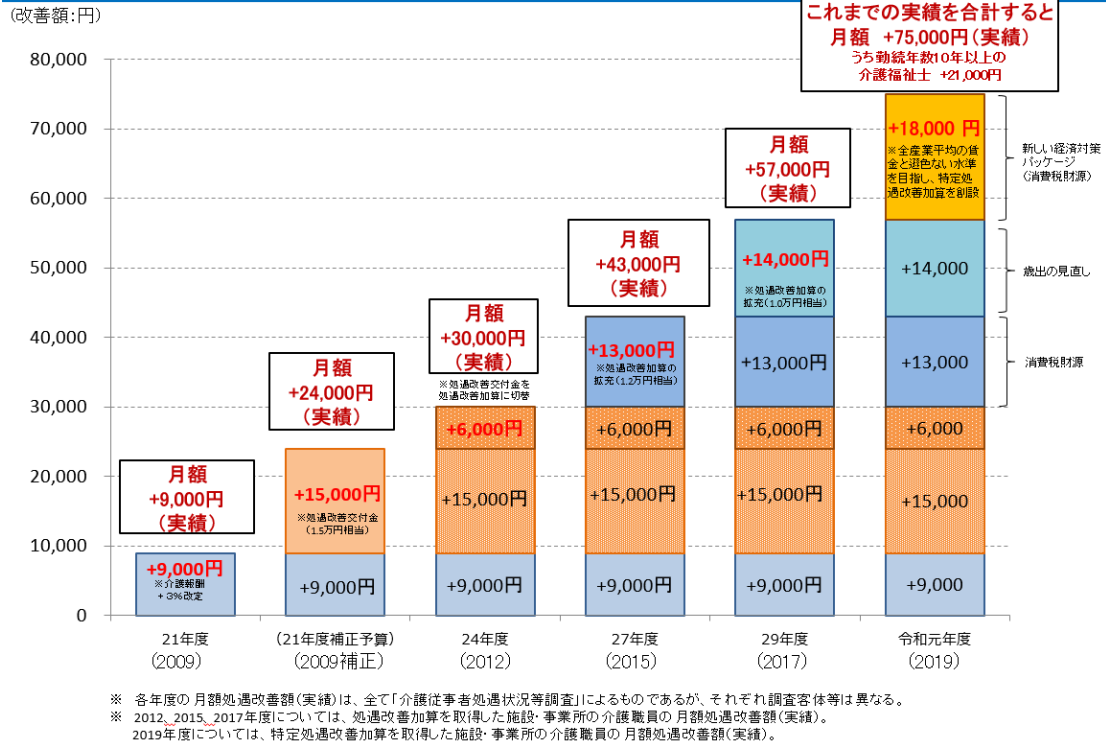 (改善額:円)
これまでの実績を合計すると
月額 +75,000円(実績)
うち勤続年数10年以上の
介護福祉士 +21,000円
80,000
70,000
60,000
50,000
40,000
30,000
20,000
10,000
0
月額
+9,000円
(実績)
+9,000円
※介護報酬
+3%改定
月額
+24,000円
(実績)
+15,000円
※処遇改善交付金
(1.5万円相当)
+9,000円
月額
+30,000円
(実績)
※処遇改善交付金を
処遇改善加算に切替
+6,000円
+15,000円
+9,000円
月額
+43,000円
(実績)
+13,000円
※処遇改善加算の
拡充(1.2万円相当)
+6,000円
+15,000円
+9,000円
月額
+57,000円
(実績)
+14,000円
※処遇改善加算の
拡充(1.0万円相当)
+13,000円
+6,000円
+15,000円
+9,000円
+18,000 円
※全産業平均の賃
金と遜色ない水準
を目指し、特定処
遇改善加算を創設
+14,000
+13,000
+6,000
+15,000
+9,000
新しい経済対策
パッケージ
(消費税財源)
歳出の見直し
消費税財源
21年度
(2009)
(21年度補正予算)
(2009補正)
24年度
(2012)
27年度
(2015)
29年度
(2017)
令和元年度
(2019)
※ 各年度の月額処遇改善額(実績)は、全て「介護従事者処遇状況等調査」によるものであるが、それぞれ調査客体等は異なる。
※ 2012、2015、2017年度については、処遇改善加算を取得した施設・事業所の介護職員の月額処遇改善額(実績)。
2019年度については、特定処遇改善加算を取得した施設・事業所の介護職員の月額処遇改善額(実績)。